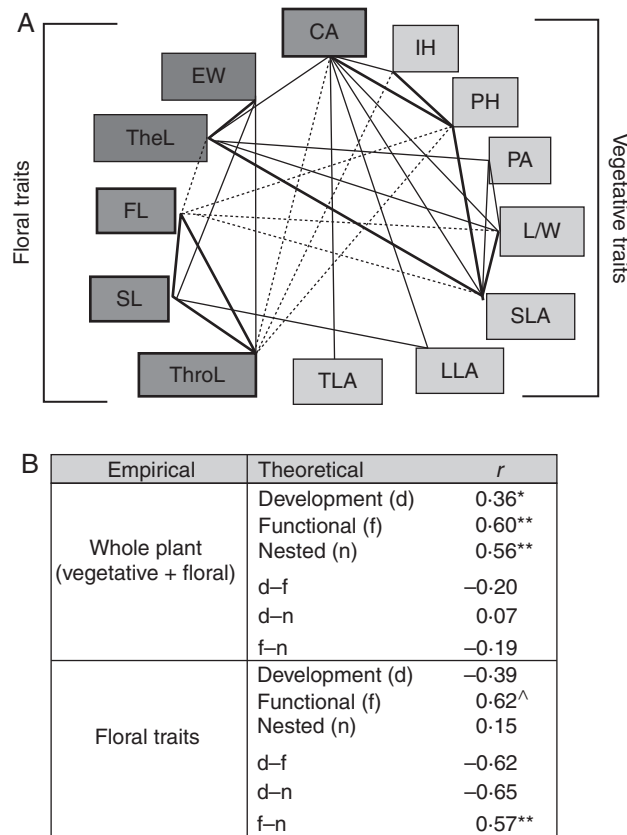 A
CA
IH
EW
PH
TheL
PA
FL
L/W
SL
SLA
ThroL
TLA
LLA
Floral traits
Vegetative traits
B
Empirical Theoretical r
Whole plant
(vegetative + floral)
Development (d) 0·36*
Functional (f) 0·60**
Nested (n) 0·56**
d–f –0·20
d–n 0·07
f–n –0·19
Floral traits
Development (d) –0·39
Functional (f) 0·62^
Nested (n) 0·15
d–f –0·62
d–n –0·65
f–n 0·57**